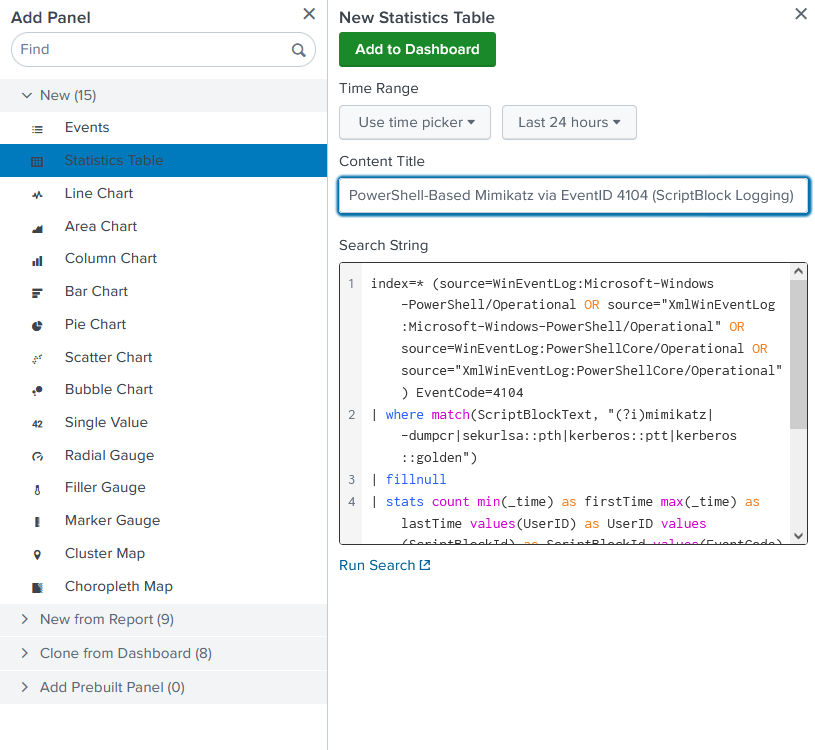 Add Panel
Find
New (15)
Events
Statistics Table
Line Chart
Area Chart
Column Chart
Bar Chart
Pie Chart
Scatter Chart
Bubble Chart
42 Single Value
Radial Gauge
Filler Gauge
Marker Gauge
Cluster Map
Choropleth Map
New from Report (9)
Clone from Dashboard (8)
Add Prebuilt Panel (0)
New Statistics Table
Add to Dashboard
Time Range
Use time picker
Last 24 hours
Content Title
PowerShell-Based Mimikatz via EventID 4104 (ScriptBlock Logging)
Search String
1 index=* (source=WinEventLog:Microsoft-Windows
-PowerShell/Operational OR source="XmlWinEventLog
:Microsoft-Windows-PowerShell/Operational" OR
source=WinEventLog:PowerShellCore/Operational OR
source="XmlWinEventLog:PowerShellCore/Operational"
) EventCode=4104
2 | where match(ScriptBlockText, "(?i)mimikatz|
-dumpcr|sekurlsa::pth|kerberos::ptt|kerberos
::golden")
3 | fillnull
4 | stats count min(_time) as firstTime max(_time) as
lastTime values(UserID) as UserID values
(ScriptBlockId) as ScriptBlockId values(EventCode)
Run Search